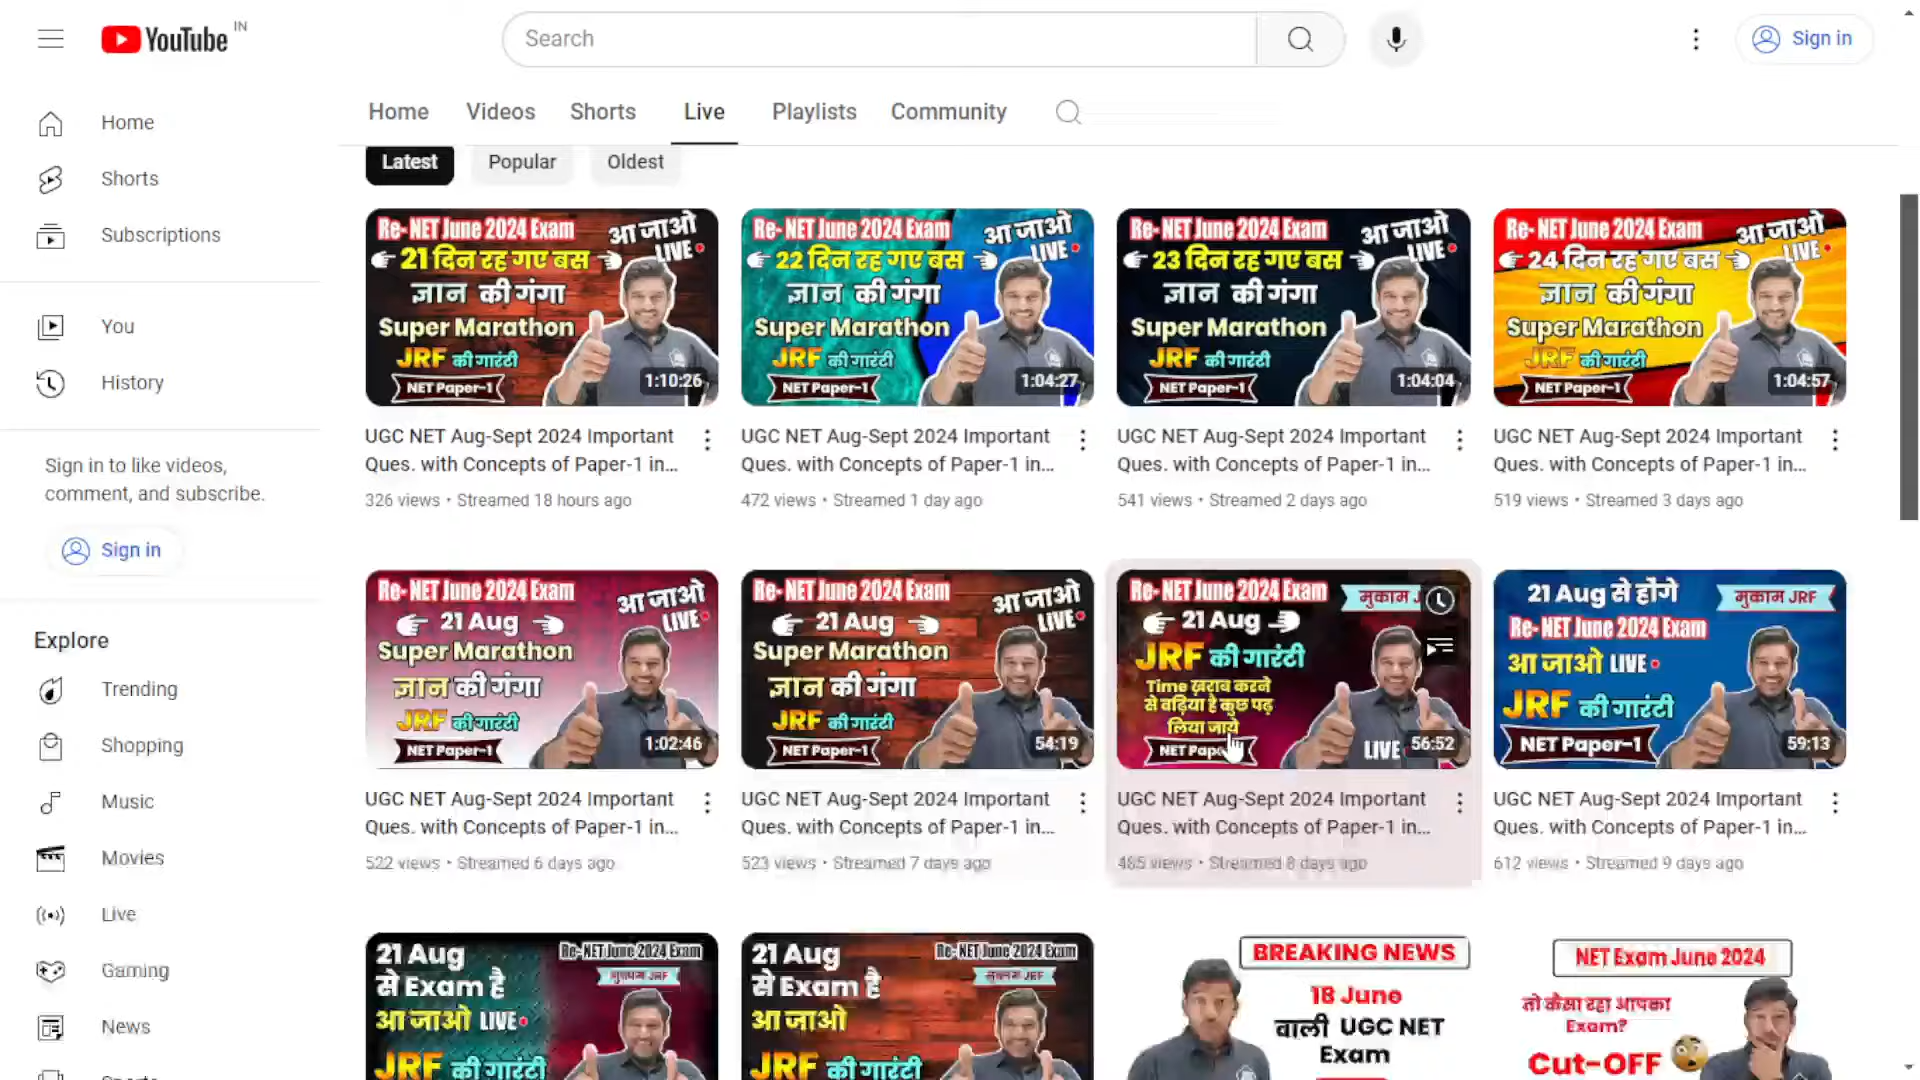 YouTube IN
Search
Sign in
Home
Videos
Shorts
Live
Playlists
Community
Latest
Popular
Oldest
Home
Shorts
Subscriptions
You
History
Sign in to like videos,
comment, and subscribe.
Sign in
Explore
Trending
Shopping
Music
Movies
Live
Gaming
News
Re-NET June 2024 Exam
आ जाओ
LIVE
21 दिन रह गए बस
ज्ञान की गंगा
Super Marathon
JRF की गारंटी
NET Paper-1
1:10:26
UGC NET Aug-Sept 2024 Important
Ques. with Concepts of Paper-1 in...
326 views • Streamed 18 hours ago
Re-NET June 2024 Exam
आ जाओ
LIVE
22 दिन रह गए बस
ज्ञान की गंगा
Super Marathon
JRF की गारंटी
NET Paper-1
1:04:27
UGC NET Aug-Sept 2024 Important
Ques. with Concepts of Paper-1 in...
472 views • Streamed 1 day ago
Re-NET June 2024 Exam
आ जाओ
LIVE
23 दिन रह गए बस
ज्ञान की गंगा
Super Marathon
JRF की गारंटी
NET Paper-1
1:04:04
UGC NET Aug-Sept 2024 Important
Ques. with Concepts of Paper-1 in...
541 views • Streamed 2 days ago
Re-NET June 2024 Exam
आ जाओ
LIVE
24 दिन रह गए बस
ज्ञान की गंगा
Super Marathon
JRF की गारंटी
NET Paper-1
1:04:57
UGC NET Aug-Sept 2024 Important
Ques. with Concepts of Paper-1 in...
519 views • Streamed 3 days ago
Re-NET June 2024 Exam
आ जाओ
LIVE
21 Aug
Super Marathon
ज्ञान की गंगा
JRF की गारंटी
NET Paper-1
1:02:46
UGC NET Aug-Sept 2024 Important
Ques. with Concepts of Paper-1 in...
522 views • Streamed 6 days ago
Re-NET June 2024 Exam
आ जाओ
LIVE
21 Aug
Super Marathon
ज्ञान की गंगा
JRF की गारंटी
NET Paper-1
54:19
UGC NET Aug-Sept 2024 Important
Ques. with Concepts of Paper-1 in...
523 views • Streamed 7 days ago
Re-NET June 2024 Exam
मुकाम
21 Aug
JRF की गारंटी
Time ख़राब करने
से बढ़िया है कुछ पढ़
लिया जाये
NET
LIVE
56:52
UGC NET Aug-Sept 2024 Important
Ques. with Concepts of Paper-1 in...
485 views • Streamed 8 days ago
21 Aug से होंगे
मुकाम JRF
Re-NET June 2024 Exam
आ जाओ LIVE
JRF की गारंटी
NET Paper-1
59:13
UGC NET Aug-Sept 2024 Important
Ques. with Concepts of Paper-1 in...
612 views • Streamed 9 days ago
21 Aug
Re-NET June 2024 Exam
से Exam है
JRF
आ जाओ LIVE
JRF की गारंटी
21 Aug
Re-NET June 2024 Exam
से Exam है
JRF
आ जाओ
JRF की गारंटी
BREAKING NEWS
18 June
वाली UGC NET
Exam
NET Exam June 2024
तो कैसा रहा आपका
Exam?
Cut-OFF